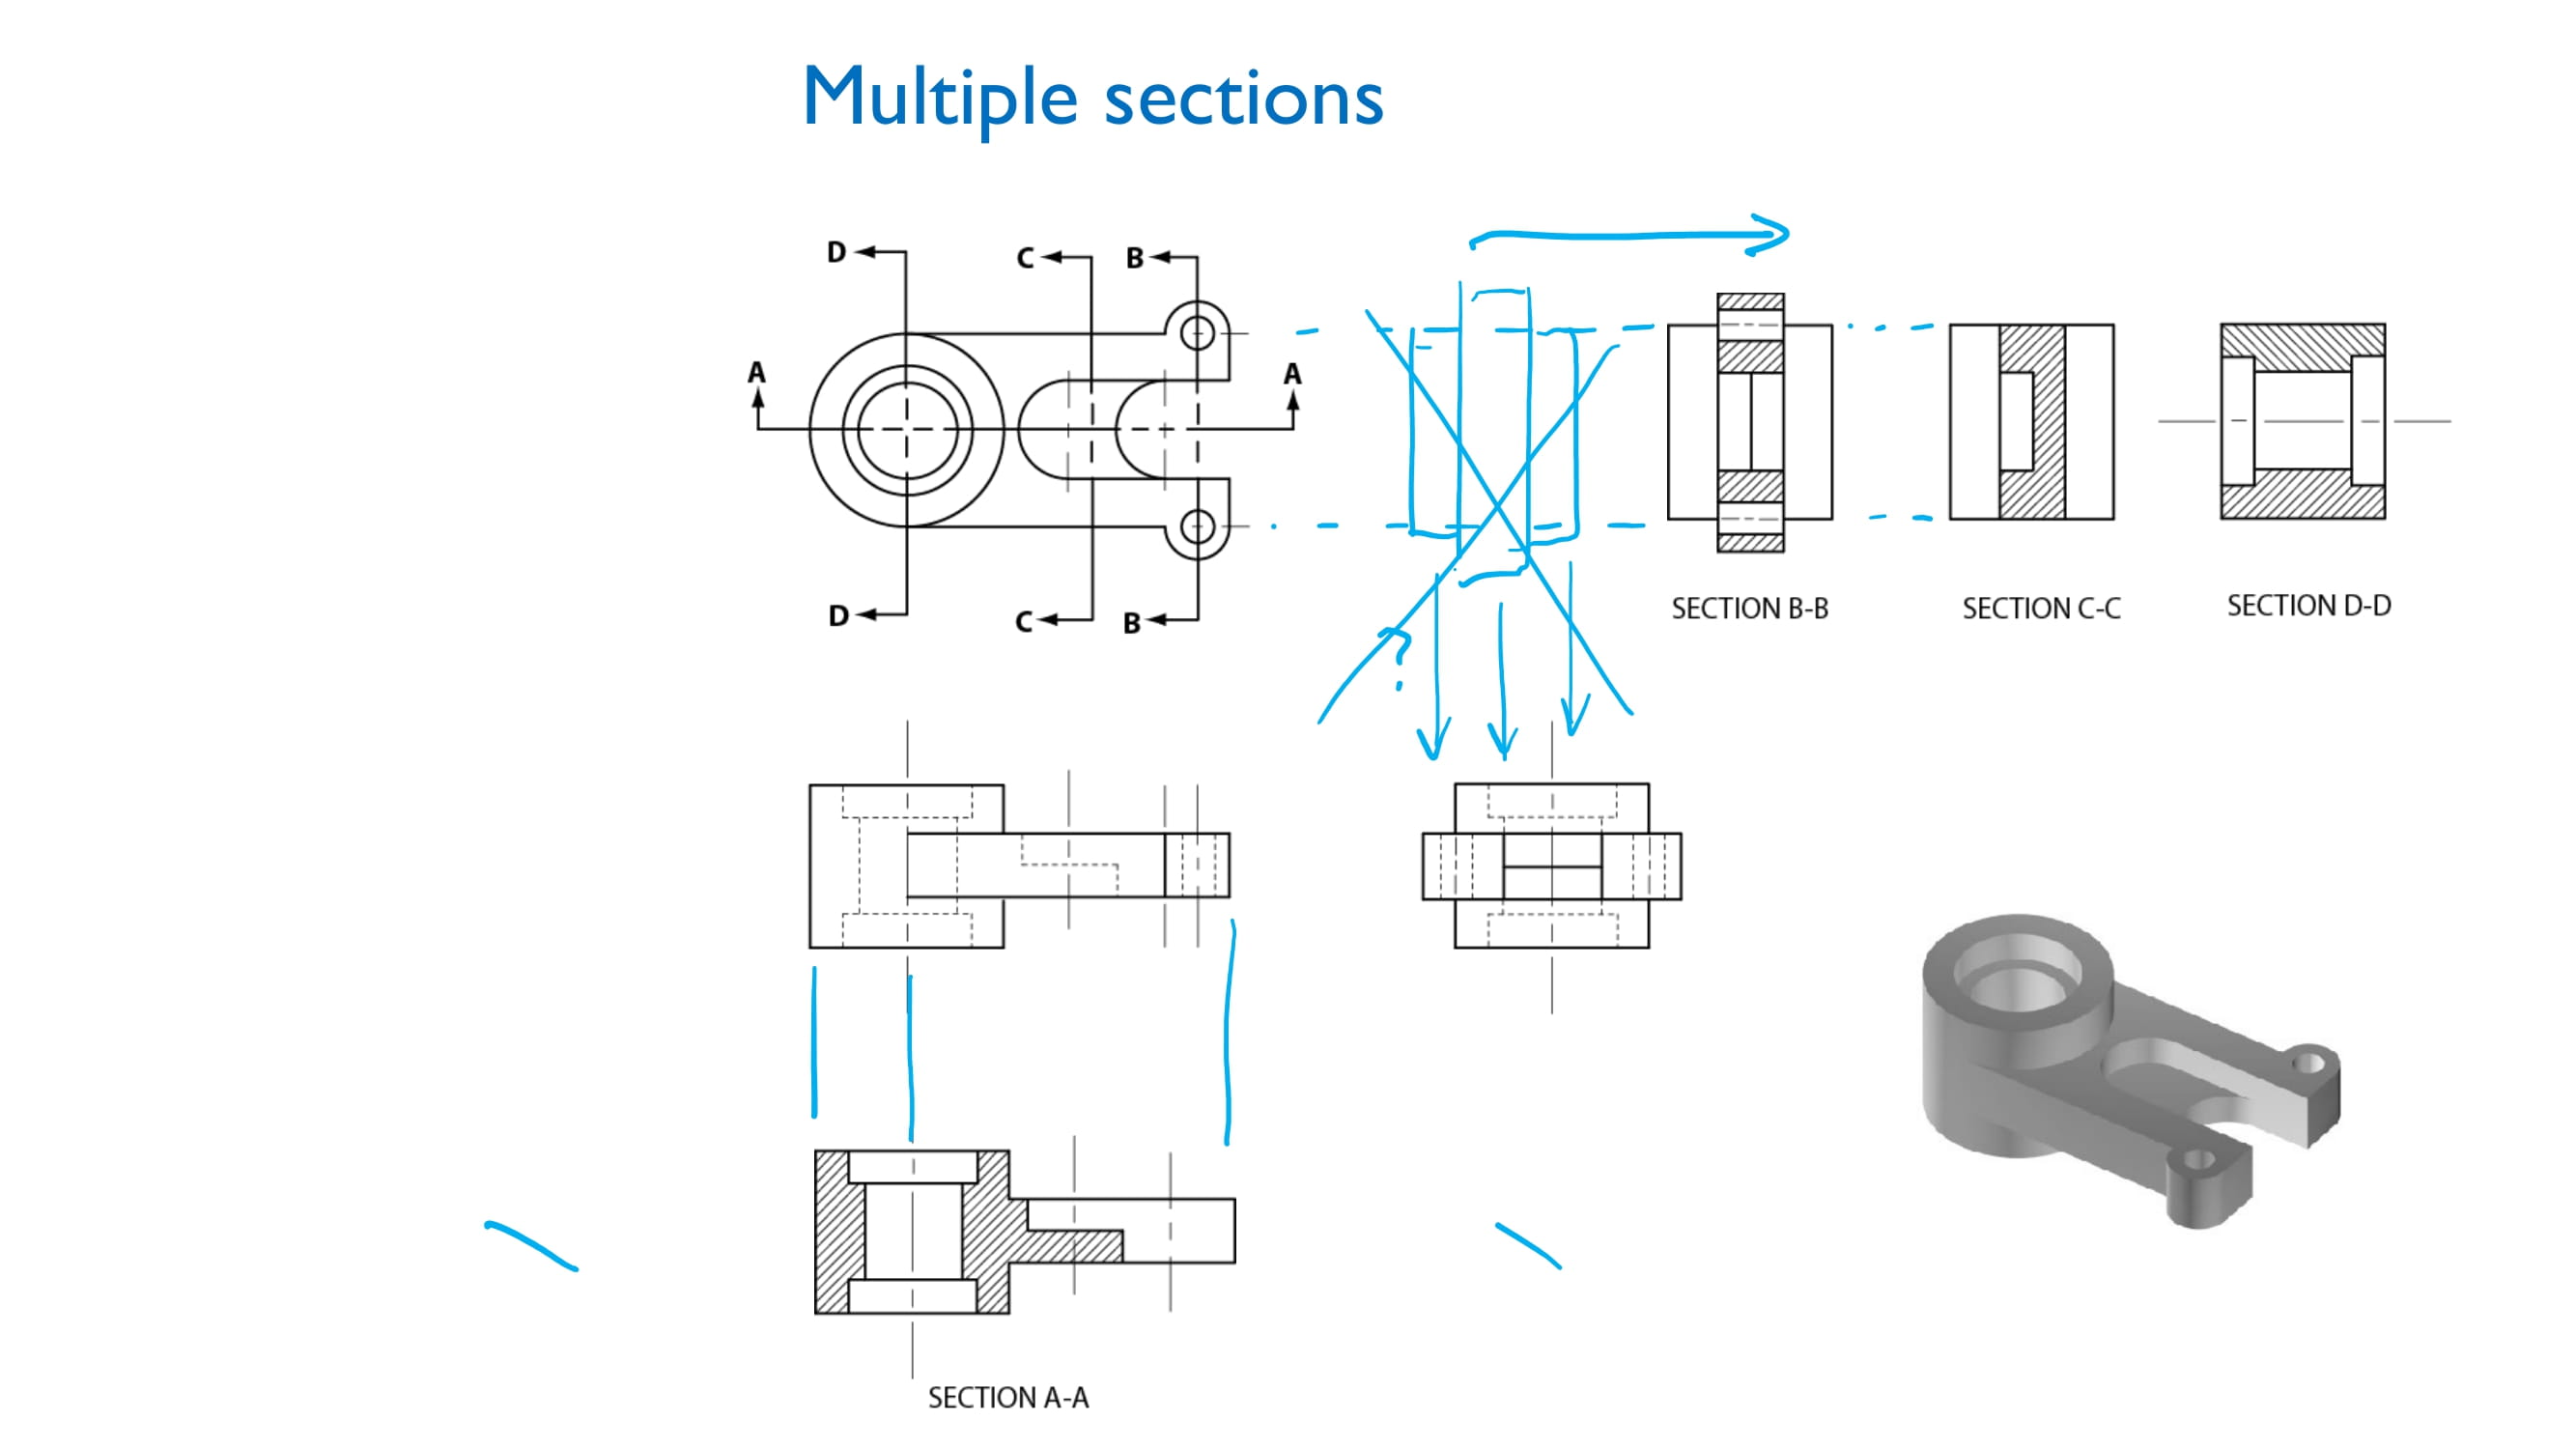 Multiple sections
D
C
B
A
A
D
C
B
?
SECTION B-B
SECTION C-C
SECTION D-D
SECTION A-A